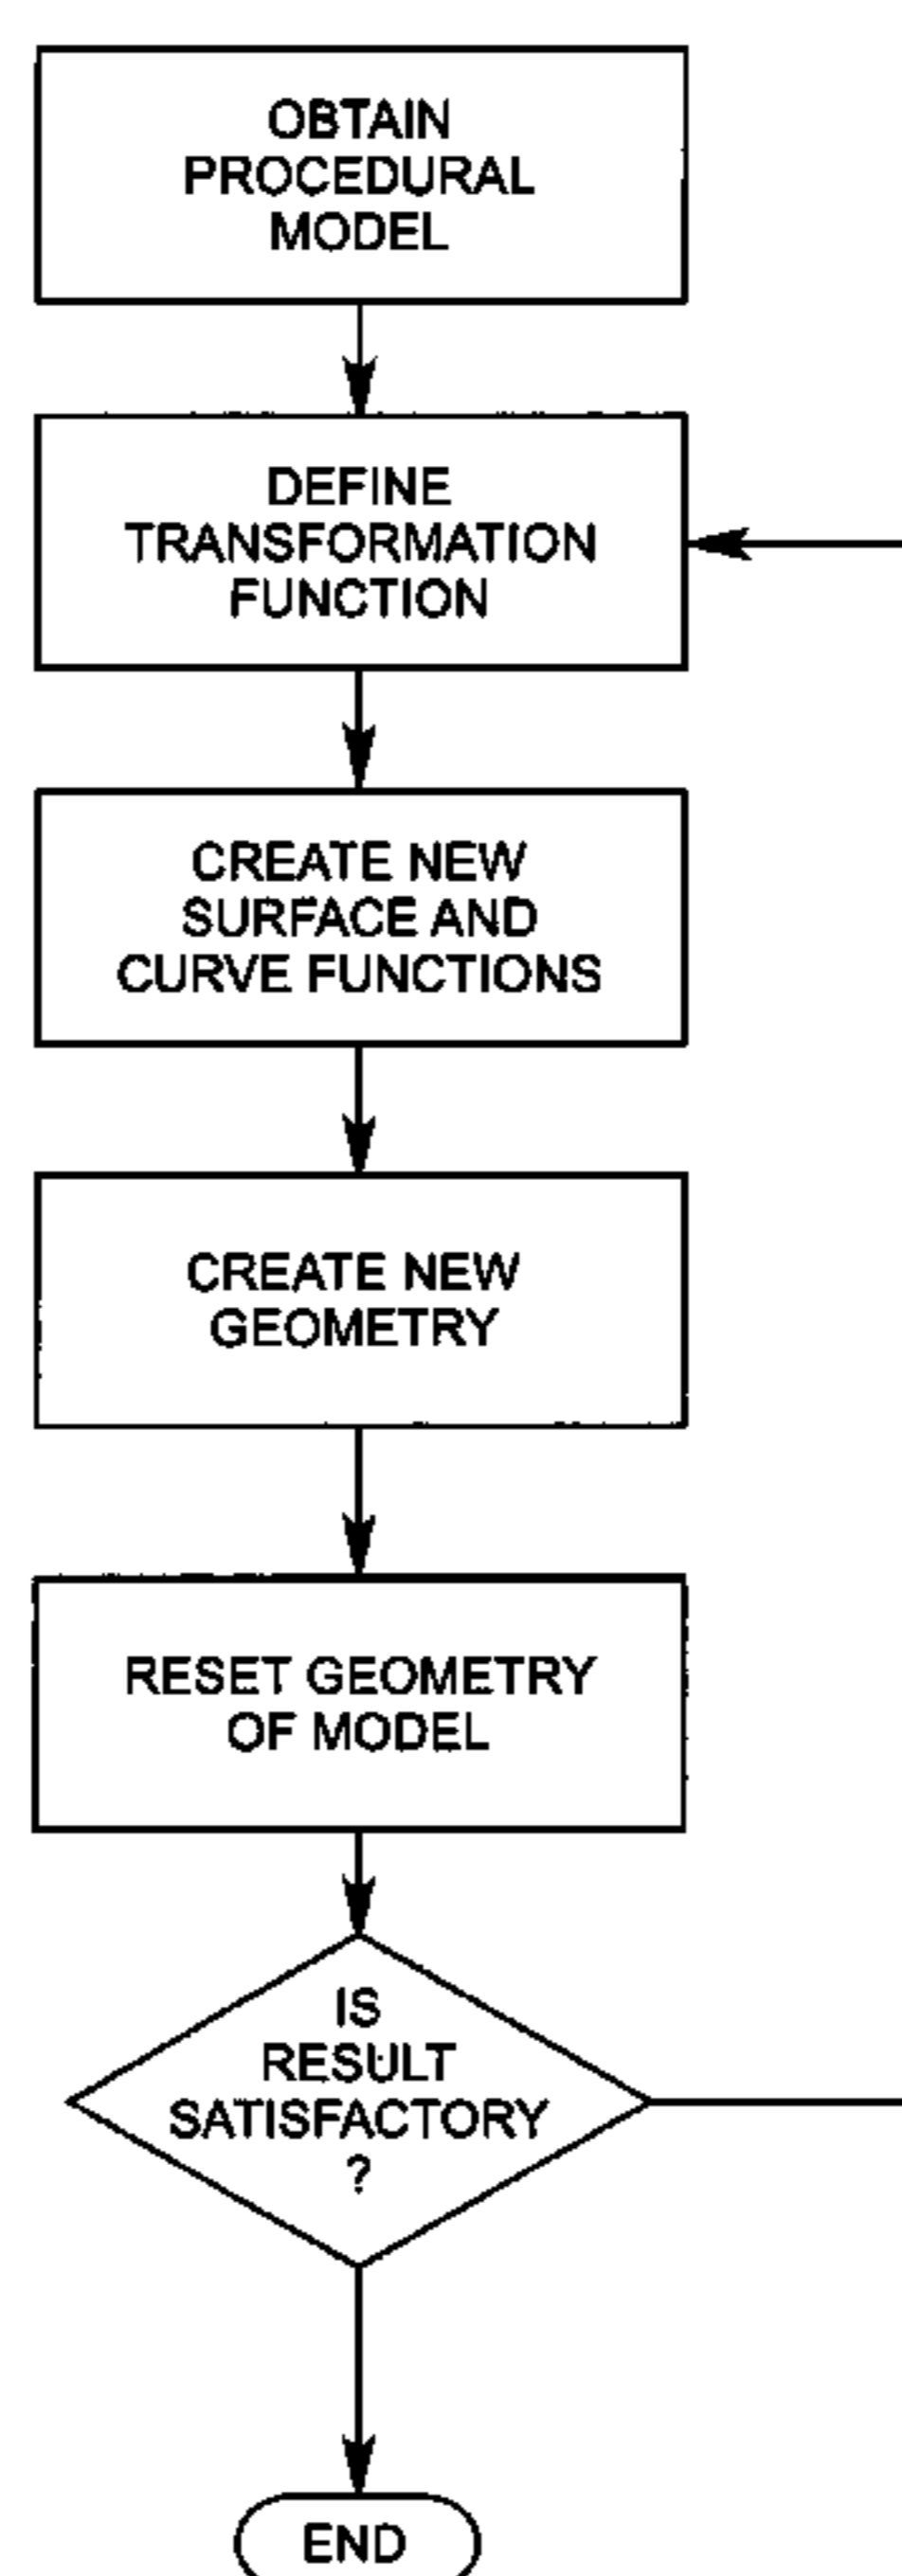 OBTAIN
PROCEDURAL
MODEL
DEFINE
TRANSFORMATION
FUNCTION
CREATE NEW
SURFACE AND
CURVE FUNCTIONS
CREATE NEW
GEOMETRY
RESET GEOMETRY
OF MODEL
IS
RESULT
SATISFACTORY
?
END